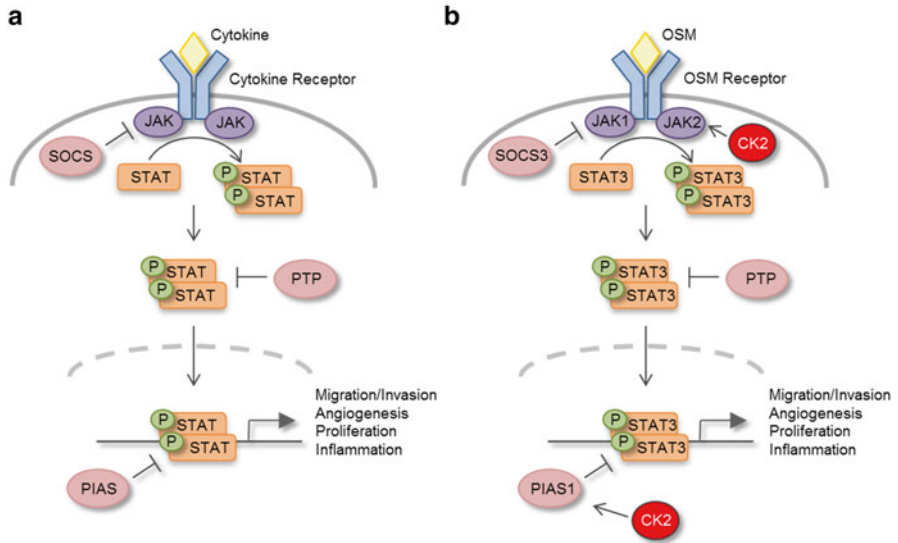 a
Cytokine
Cytokine Receptor
JAK
JAK
SOCS
STAT
P
STAT
P
STAT
P
STAT
P
STAT
PTP
P
STAT
P
STAT
Migration/Invasion
Angiogenesis
Proliferation
Inflammation
PIAS
b
OSM
OSM Receptor
JAK1
JAK2
CK2
SOCS3
STAT3
P
STAT3
P
STAT3
P
STAT3
P
STAT3
PTP
P
STAT3
P
STAT3
Migration/Invasion
Angiogenesis
Proliferation
Inflammation
PIAS1
CK2